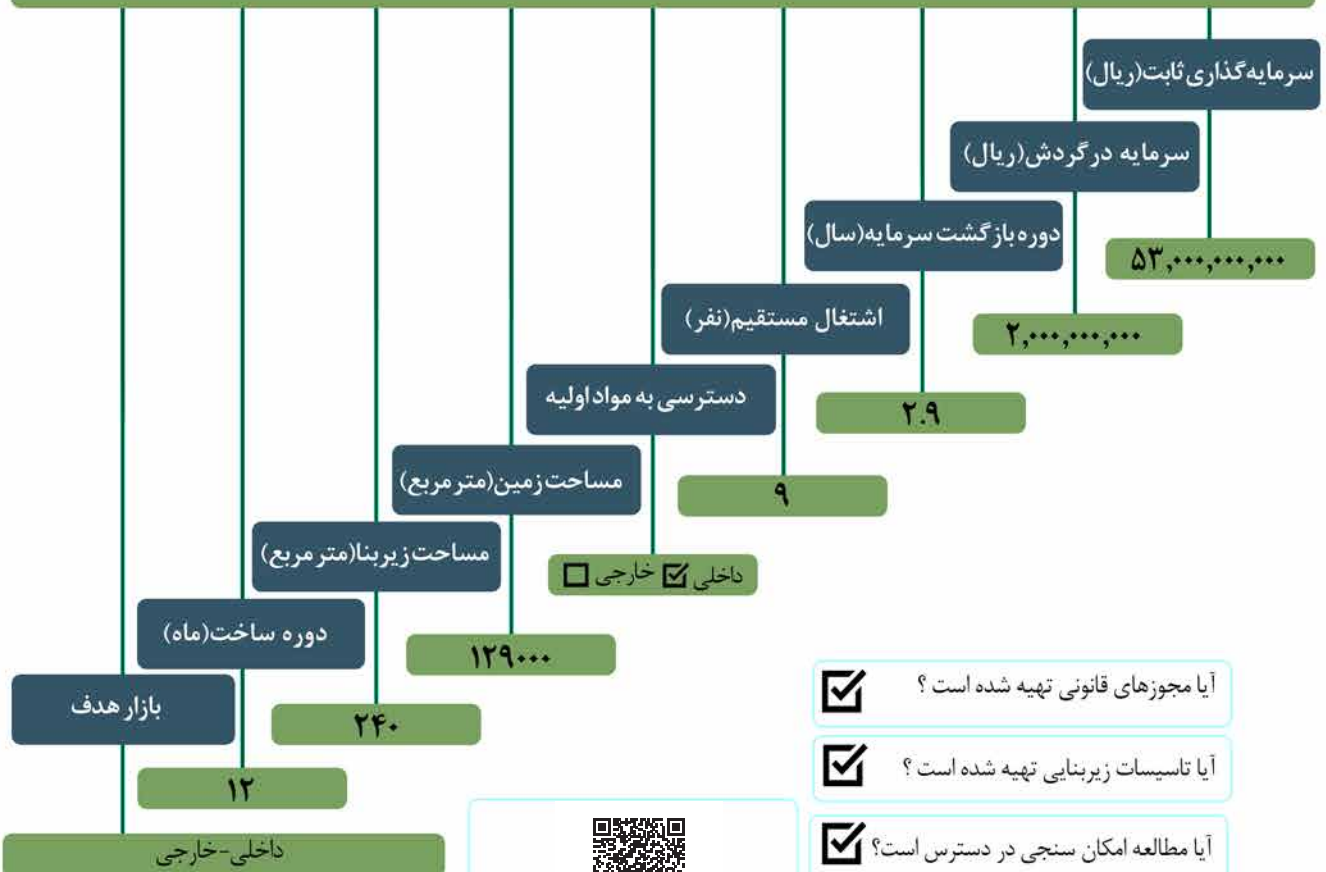 سرمایه‌گذاری ثابت(ریال)
۵۳,۰۰۰,۰۰۰,۰۰۰
سرمایه در گردش(ریال)
۲,۰۰۰,۰۰۰,۰۰۰
دوره بازگشت سرمایه(سال)
۲.۹
اشتغال مستقیم(نفر)
۹
دسترسی به مواد اولیه
داخلی ☑ خارجی ☐
مساحت زمین(متر مربع)
۱۲۹۰۰۰
مساحت زیربنا(متر مربع)
۲۴۰
دوره ساخت(ماه)
۱۲
بازار هدف
داخلی-خارجی
آیا مجوزهای قانونی تهیه شده است ؟ ☑
آیا تاسیسات زیربنایی تهیه شده است ؟ ☑
آیا مطالعه امکان سنجی در دسترس است؟ ☑